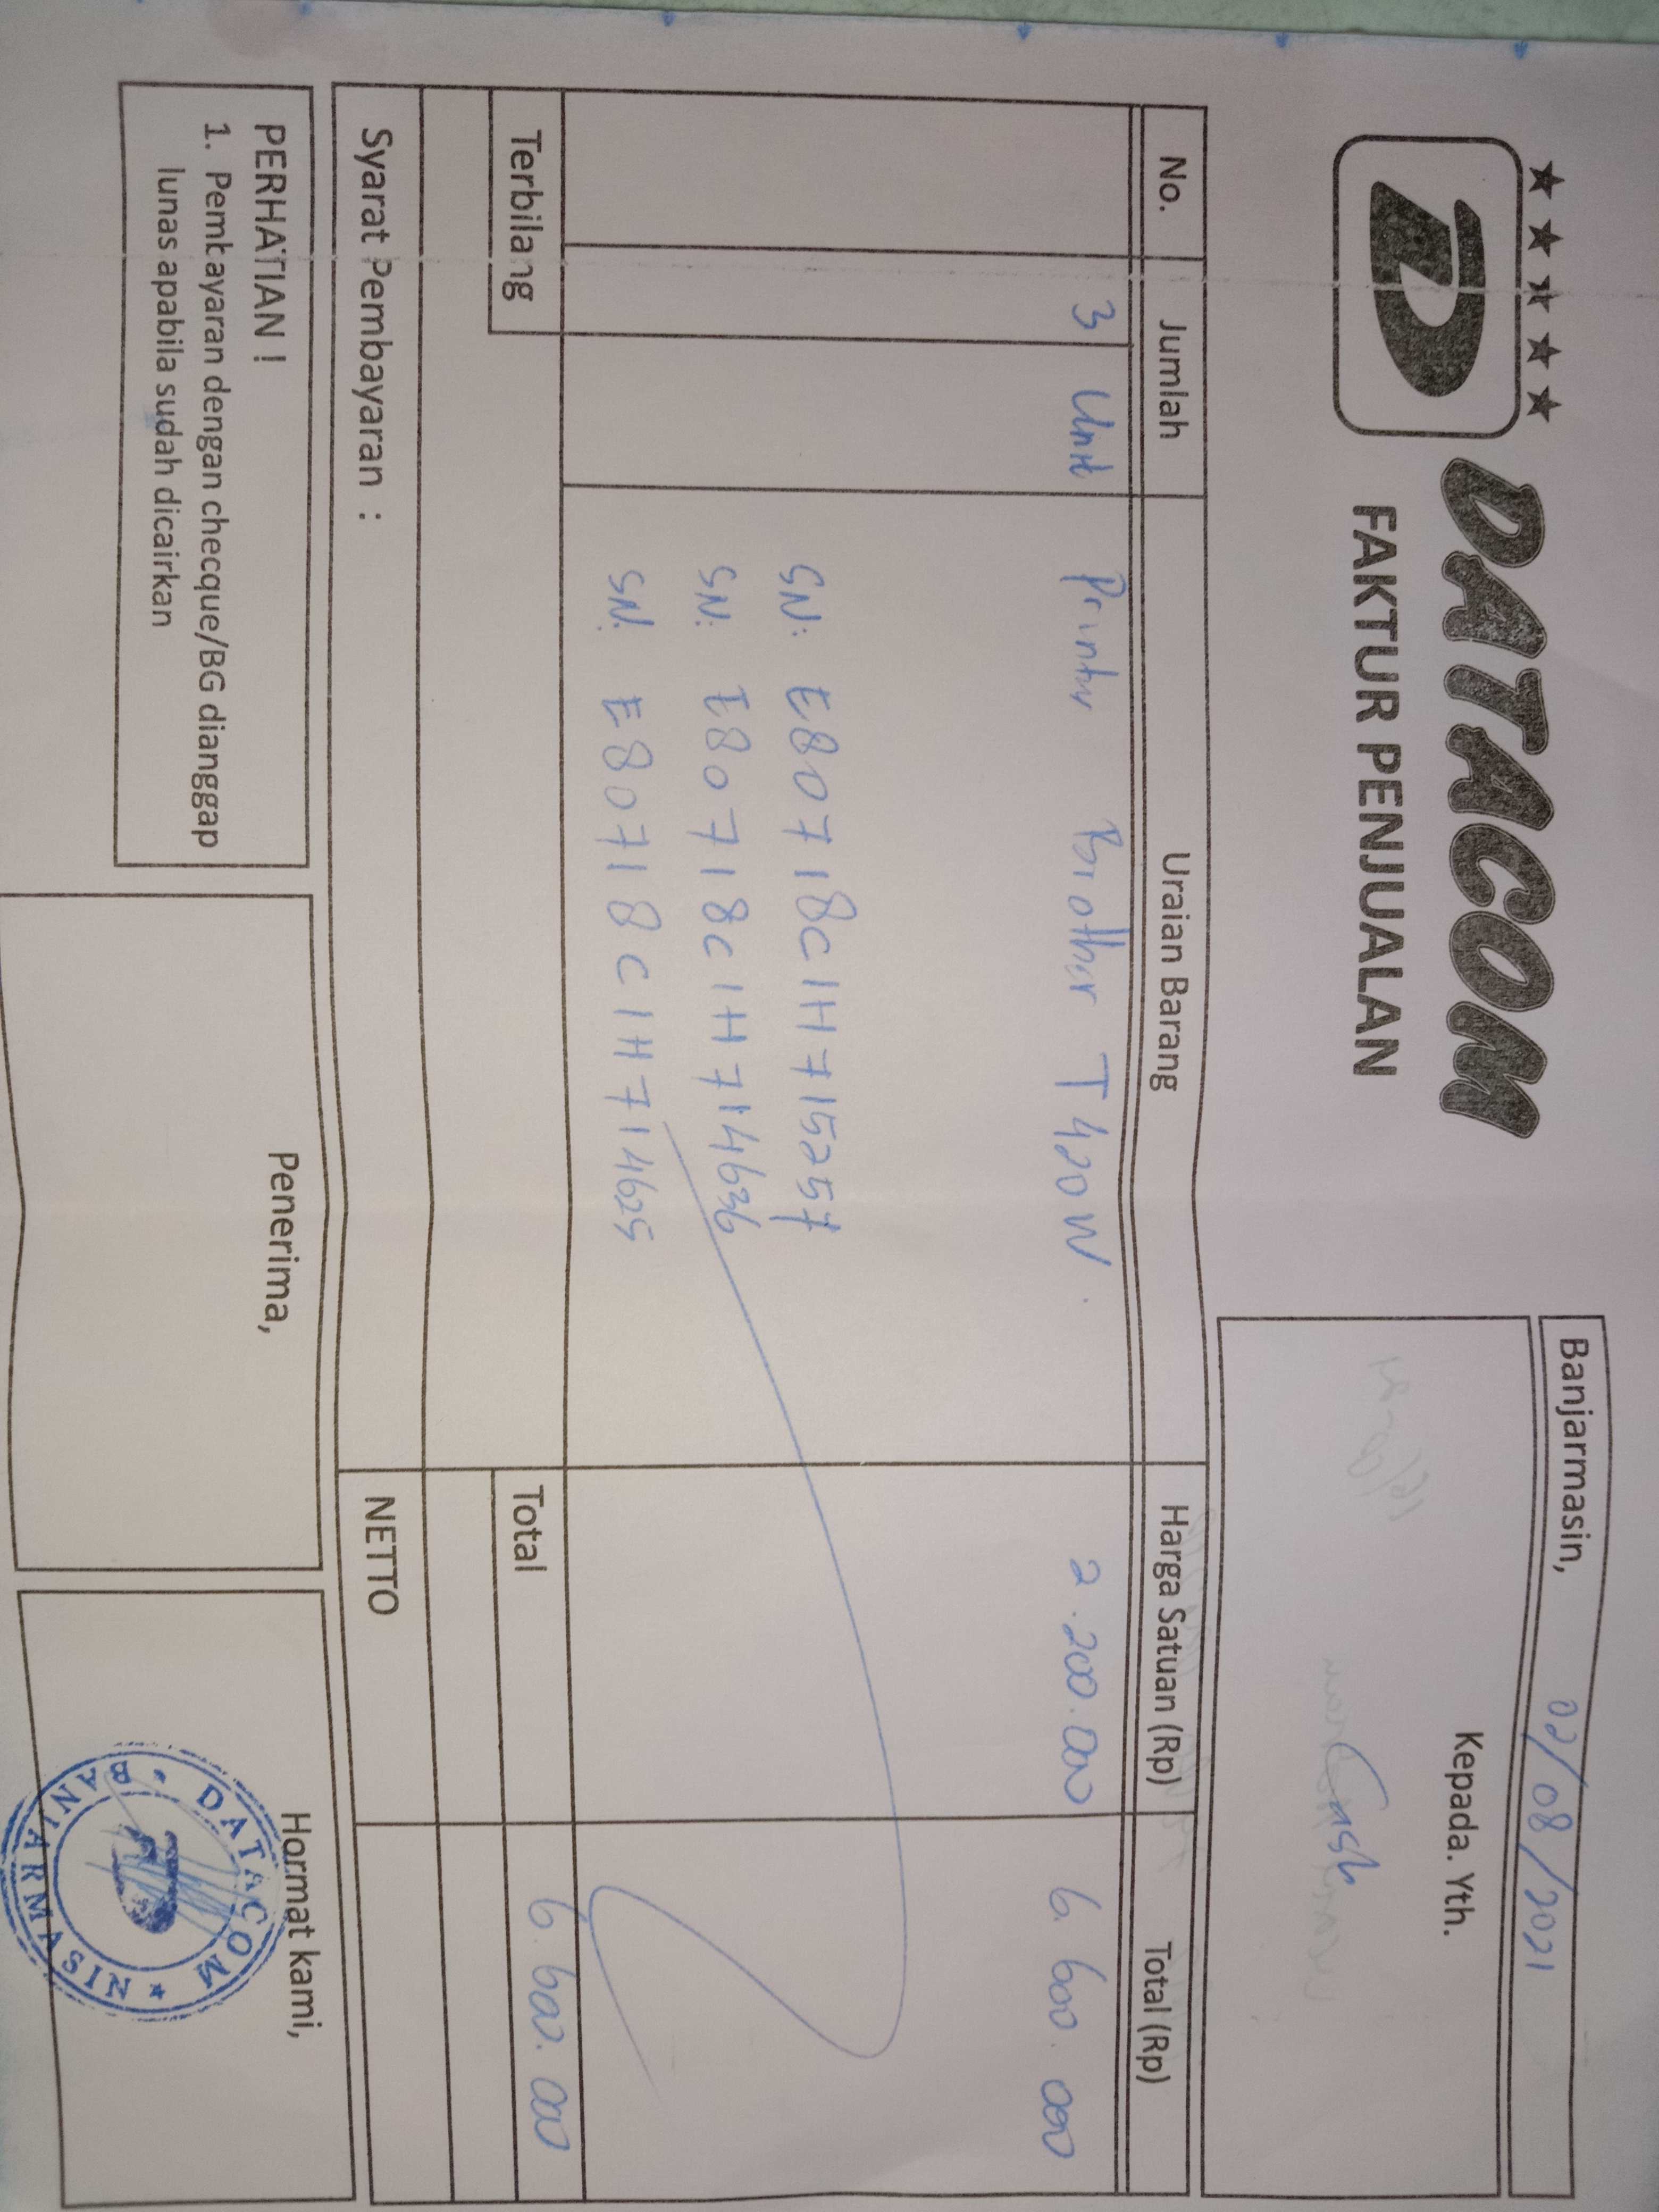 ★★★★★
D DATACOM
FAKTUR PENJUALAN
Banjarmasin, 02/08/2021
Kepada. Yth.
Cash
No. Jumlah Uraian Barang Harga Satuan (Rp) Total (Rp)
3 Unit Printer Brother T420W. 2.200.000 6.600.000
SN: E80718C1H715257
SN: E80718C1H714636
SN: E80718C1H714625
Terbilang Total 6.600.000
Syarat Pembayaran : NETTO
PERHATIAN !
1. Pembayaran dengan checque/BG dianggap
lunas apabila sudah dicairkan
Penerima,
Hormat kami,
DATACOM
BANJARMASIN